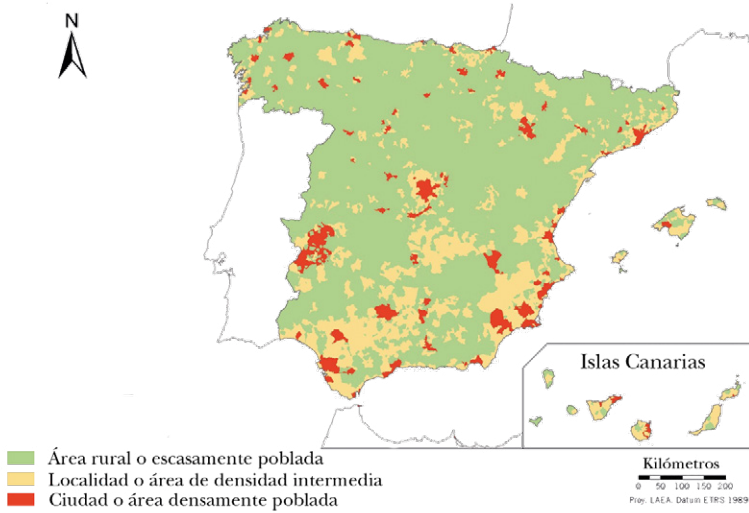 N
Islas Canarias
Área rural o escasamente poblada
Localidad o área de densidad intermedia
Ciudad o área densamente poblada
Kilómetros
0 50 100 150 200
Proy. LAEA. Datum ETRS 1989